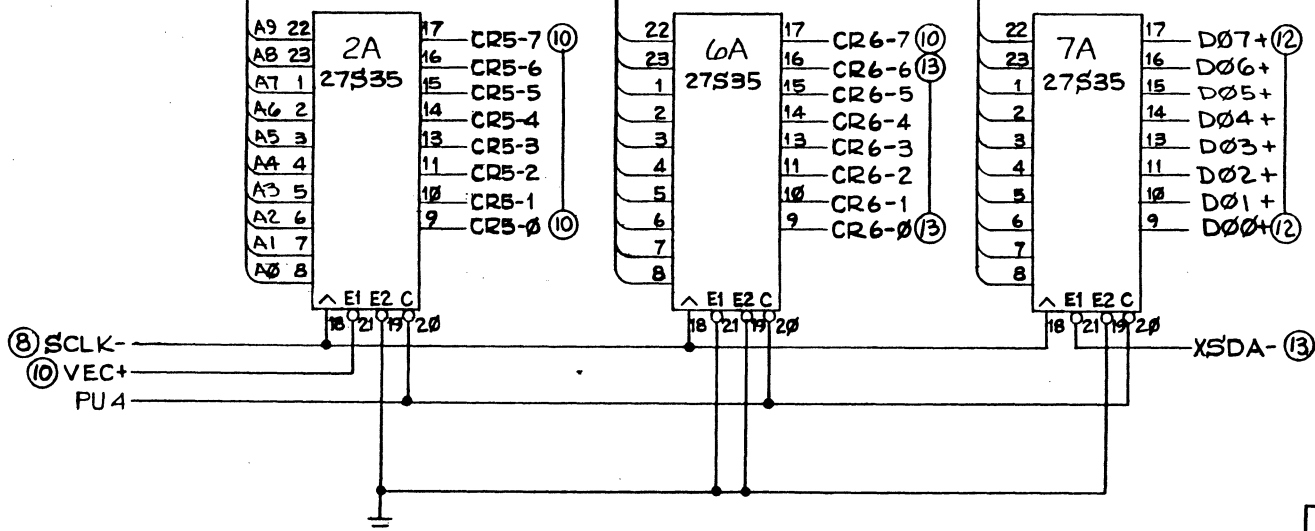 A9 22
A8 23
A7 1
A6 2
A5 3
A4 4
A3 5
A2 6
A1 7
AØ 8
2A
27S35
17 CR5-7 ⑩
16 CR5-6
15 CR5-5
14 CR5-4
13 CR5-3
11 CR5-2
1Ø CR5-1
9 CR5-Ø ⑩
^ E1 E2 C
18 21 19 2Ø
22
23
1
2
3
4
5
6
7
8
6A
27S35
17 CR6-7 ⑩
16 CR6-6 ⑬
15 CR6-5
14 CR6-4
13 CR6-3
11 CR6-2
1Ø CR6-1
9 CR6-Ø ⑬
^ E1 E2 C
18 21 19 2Ø
22
23
1
2
3
4
5
6
7
8
7A
27S35
17 DØ7+ ⑫
16 DØ6+
15 DØ5+
14 DØ4+
13 DØ3+
11 DØ2+
1Ø DØ1+
9 DØØ+ ⑫
^ E1 E2 C
18 21 19 2Ø
⑧ SCLK-
XSDA- ⑬
⑩ VEC+
PU4